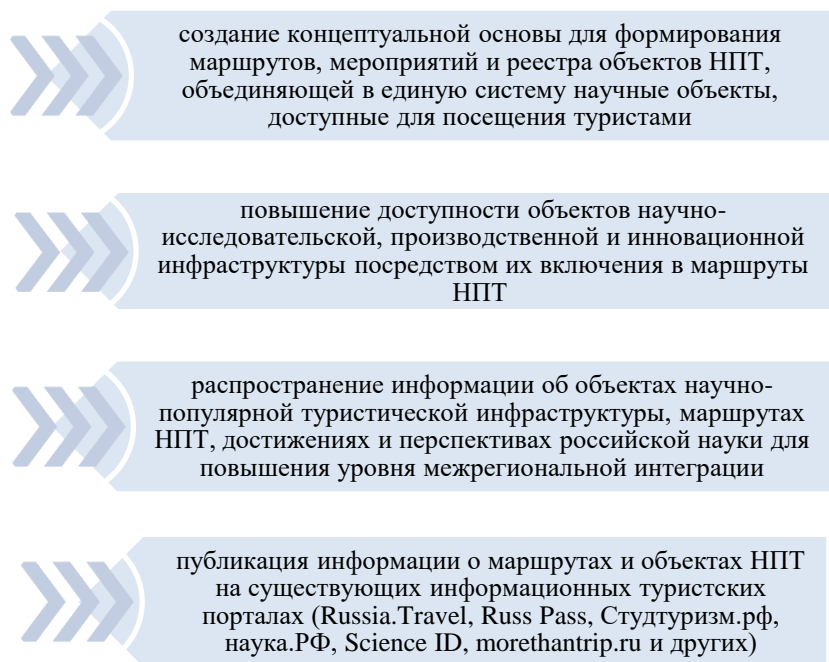 создание концептуальной основы для формирования
маршрутов, мероприятий и реестра объектов НПТ,
объединяющей в единую систему научные объекты,
доступные для посещения туристами
повышение доступности объектов научно-
исследовательской, производственной и инновационной
инфраструктуры посредством их включения в маршруты
НПТ
распространение информации об объектах научно-
популярной туристической инфраструктуры, маршрутах
НПТ, достижениях и перспективах российской науки для
повышения уровня межрегиональной интеграции
публикация информации о маршрутах и объектах НПТ
на существующих информационных туристских
порталах (Russia.Travel, Russ Pass, Студтуризм.рф,
наука.РФ, Science ID, morethantrip.ru и других)